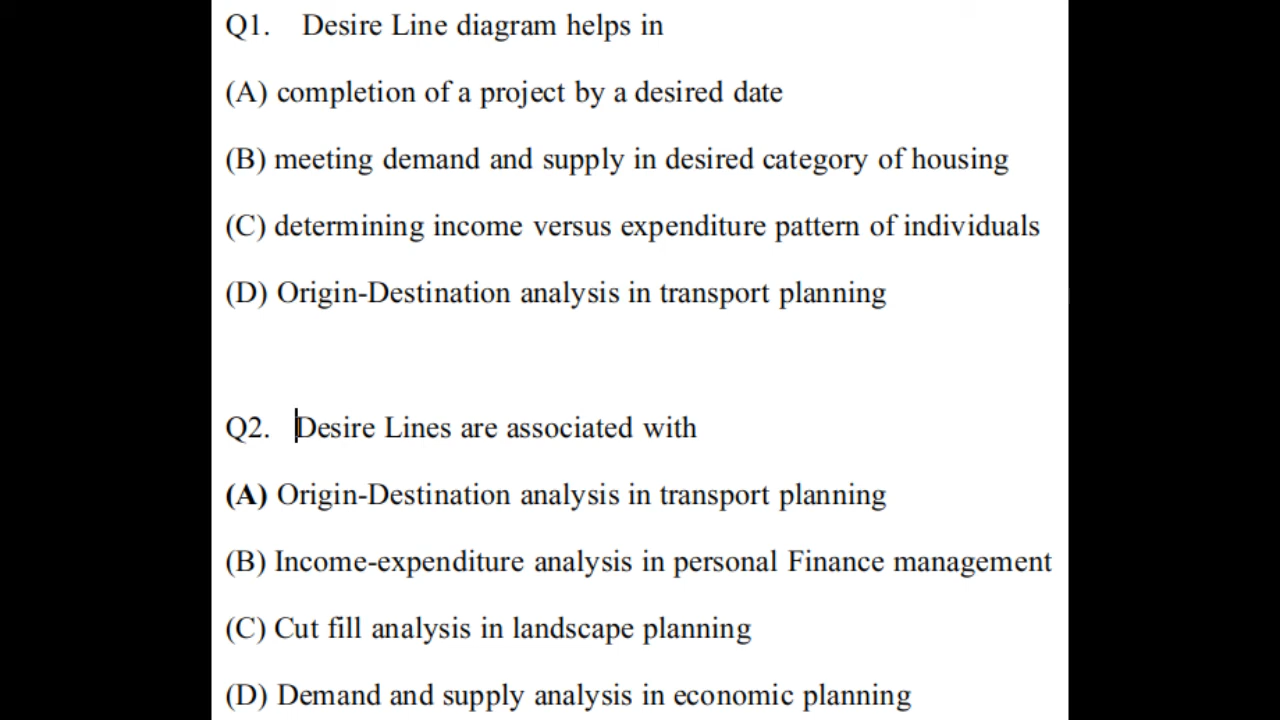 Q1. Desire Line diagram helps in
(A) completion of a project by a desired date
(B) meeting demand and supply in desired category of housing
(C) determining income versus expenditure pattern of individuals
(D) Origin-Destination analysis in transport planning
Q2. Desire Lines are associated with
(A) Origin-Destination analysis in transport planning
(B) Income-expenditure analysis in personal Finance management
(C) Cut fill analysis in landscape planning
(D) Demand and supply analysis in economic planning